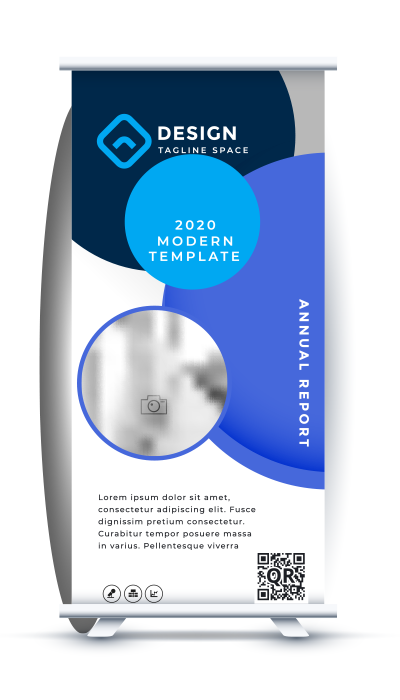 DESIGN
TAGLINE SPACE
2020
MODERN
TEMPLATE
ANNUAL REPORT
Lorem ipsum dolor sit amet,
consectetur adipiscing elit. Fusce
dignissim pretium consectetur.
Curabitur tempor posuere massa
in varius. Pellentesque viverra
QR